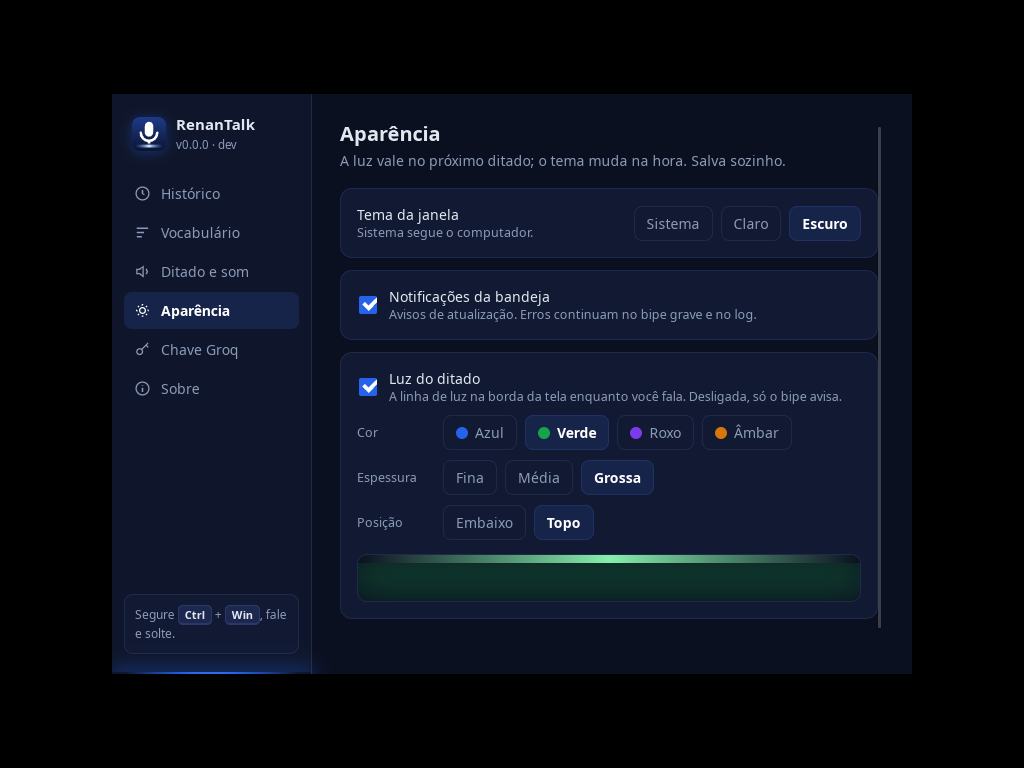 RenanTalk
v0.0.0 · dev
Histórico
Vocabulário
Ditado e som
Aparência
Chave Groq
Sobre
Segure Ctrl + Win, fale
e solte.
Aparência
A luz vale no próximo ditado; o tema muda na hora. Salva sozinho.
Tema da janela
Sistema segue o computador.
Sistema Claro Escuro
Notificações da bandeja
Avisos de atualização. Erros continuam no bipe grave e no log.
Luz do ditado
A linha de luz na borda da tela enquanto você fala. Desligada, só o bipe avisa.
Cor Azul Verde Roxo Âmbar
Espessura Fina Média Grossa
Posição Embaixo Topo